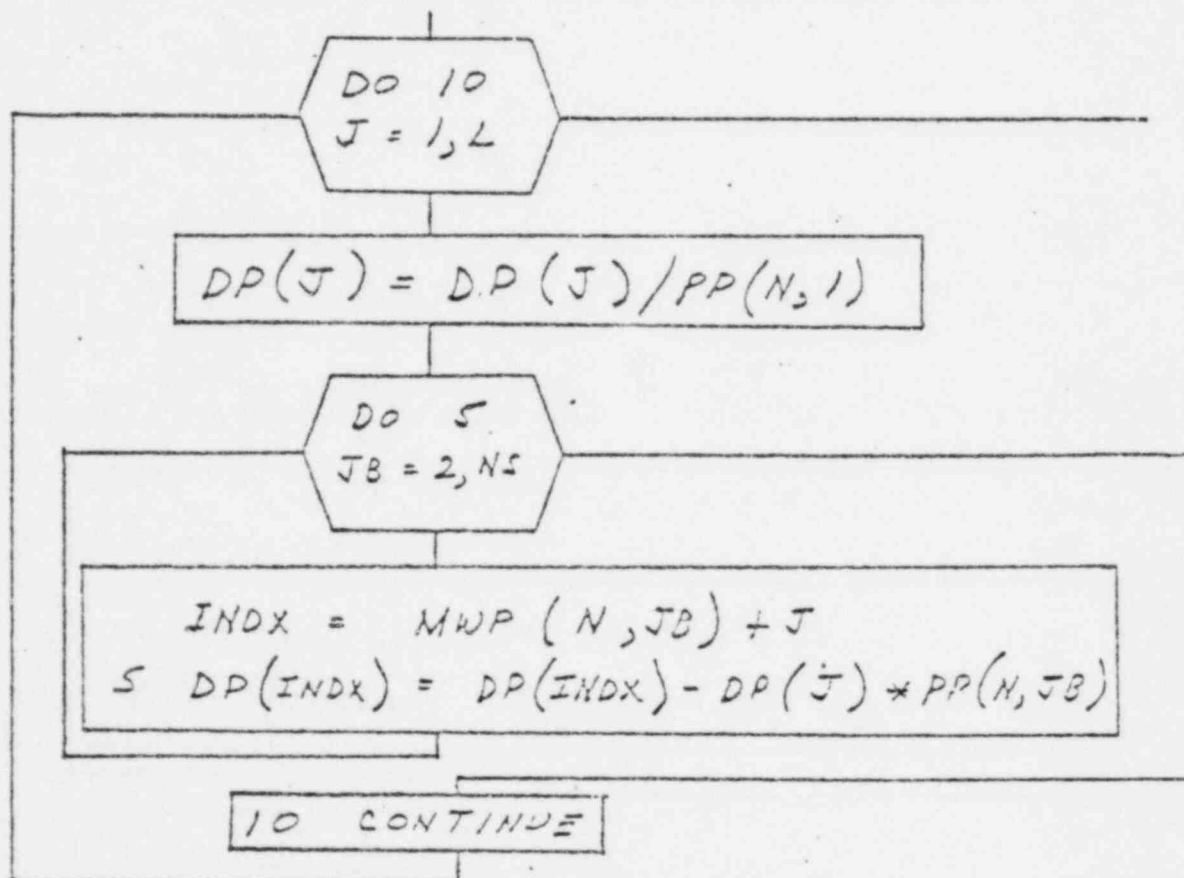 DO 10
J = 1, L
DP(J) = D.P(J)/PP(N,1)
DO 5
JB = 2, NS
INDX = MWP (N,JB) + J
5 DP(INDX) = DP(INDX) - DP(J) * PP(N,JB)
10 CONTINUE